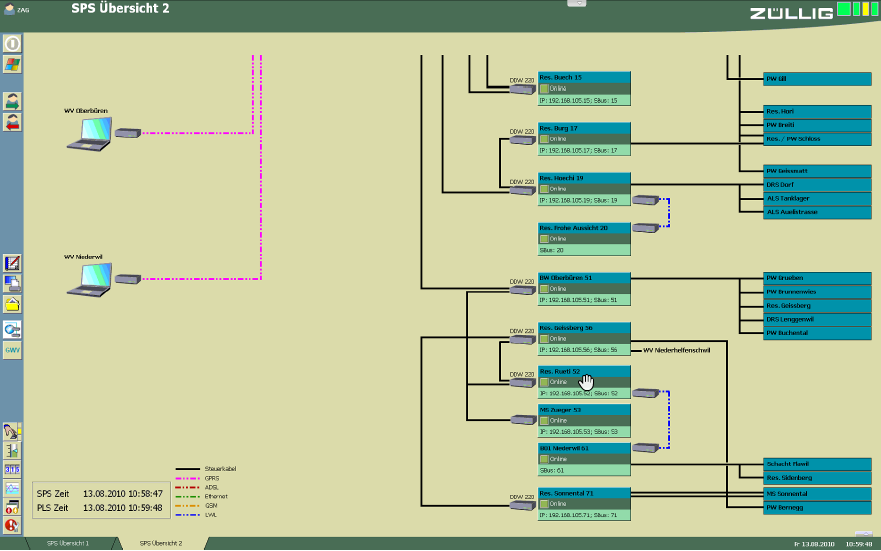 ZAG
SPS Übersicht 2
ZÜLLIG
WV Oberbüren
WV Niederwil
DDW 220
Res. Buech 15
Online
IP: 192.168.105.15; SBus: 15
DDW 220
Res. Burg 17
Online
IP: 192.168.105.17; SBus: 17
DDW 220
Res. Hoechi 19
Online
IP: 192.168.105.19; SBus: 19
Res. Frohe Aussicht 20
Online
SBus: 20
DDW 220
BW Oberbüren 51
Online
IP: 192.168.105.51; SBus: 51
DDW 220
Res. Geissberg 56
Online
IP: 192.168.105.56; SBus: 56
WV Niederhelfenschwil
DDW 220
Res. Rueti 52
Online
IP: 192.168.105.52; SBus: 52
MS Zueger 53
Online
IP: 192.168.105.53; SBus: 53
Niederwil 61
Online
SBus: 61
DDW 220
Res. Sonnental 71
Online
IP: 192.168.105.71; SBus: 71
PW Gill
Res. Hori
PW Breiti
Res. / PW Schloss
PW Geissmatt
DRS Dorf
ALS Tanklager
ALS Auelistrasse
PW Grueben
PW Brunnenwies
Res. Geissberg
DRS Lenggenwil
PW Buchental
Schacht Flawil
Res. Sidenberg
MS Sonnental
PW Bernegg
Steuerkabel
GPRS
ADSL
Ethernet
GSM
LWL
SPS Zeit 13.08.2010 10:58:47
PLS Zeit 13.08.2010 10:59:48
GWV
SPS Übersicht 1
SPS Übersicht 2
Fr 13.08.2010 10:59:48